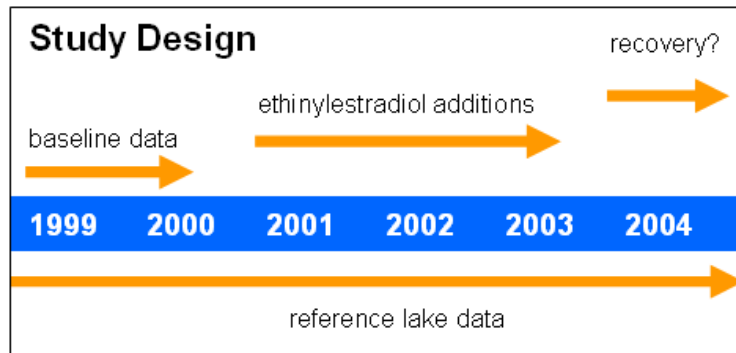 Study Design
recovery?
ethinylestradiol additions
baseline data
1999 2000 2001 2002 2003 2004
reference lake data